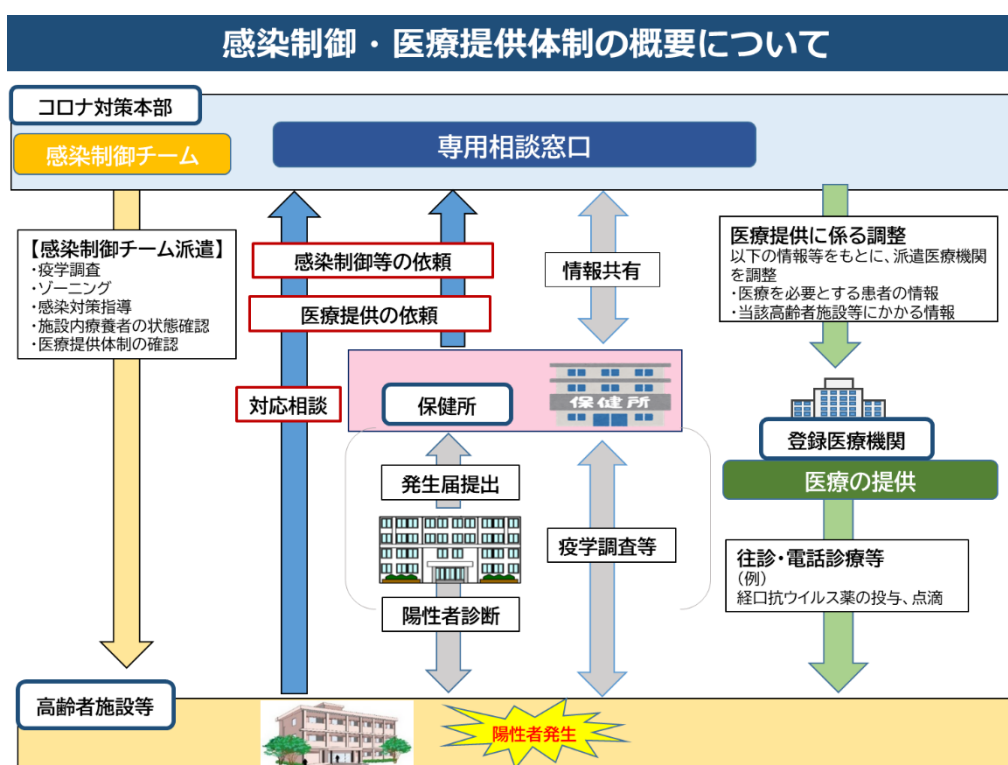 感染制御・医療提供体制の概要について
コロナ対策本部
感染制御チーム
専用相談窓口
【感染制御チーム派遣】
・疫学調査
・ゾーニング
・感染対策指導
・施設内療養者の状態確認
・医療提供体制の確認
感染制御等の依頼
医療提供の依頼
対応相談
情報共有
医療提供に係る調整
以下の情報等をもとに、派遣医療機関
を調整
・医療を必要とする患者の情報
・当該高齢者施設等にかかる情報
保健所
保健所
登録医療機関
医療の提供
発生届提出
疫学調査等
陽性者診断
往診・電話診療等
(例)
経口抗ウイルス薬の投与、点滴
高齢者施設等
陽性者発生